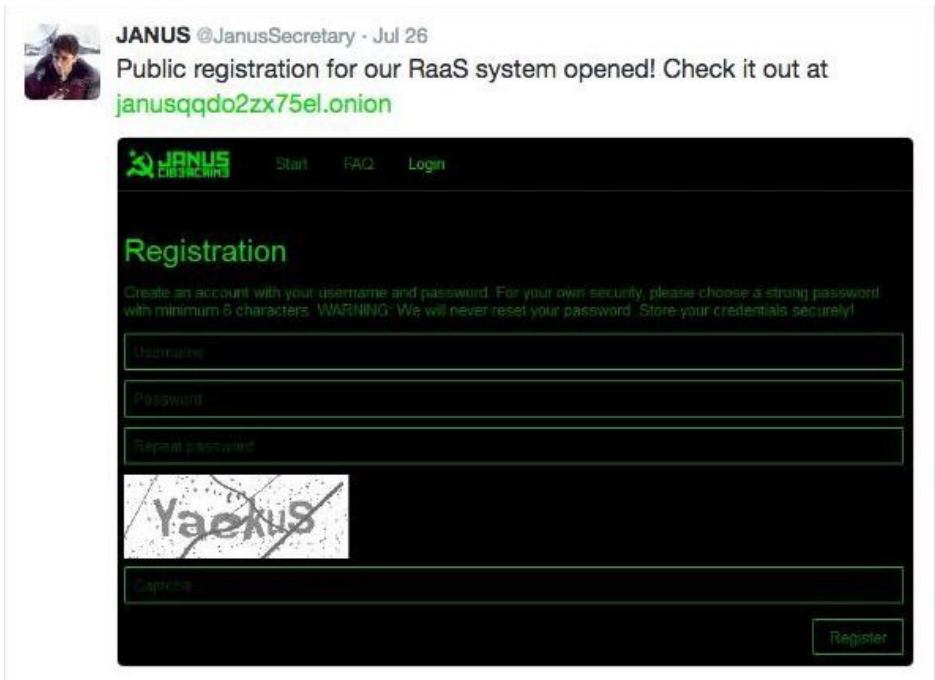 JANUS @JanusSecretary · Jul 26
Public registration for our RaaS system opened! Check it out at
janusqqdo2zx75el.onion
JANUS Start FAQ Login
CIB3RCRIM3
Registration
Create an account with your username and password. For your own security, please choose a strong password
with minimum 6 characters. WARNING: We will never reset your password. Store your credentials securely!
Username
Password
Repeat password
YaekuS
Captcha
Register